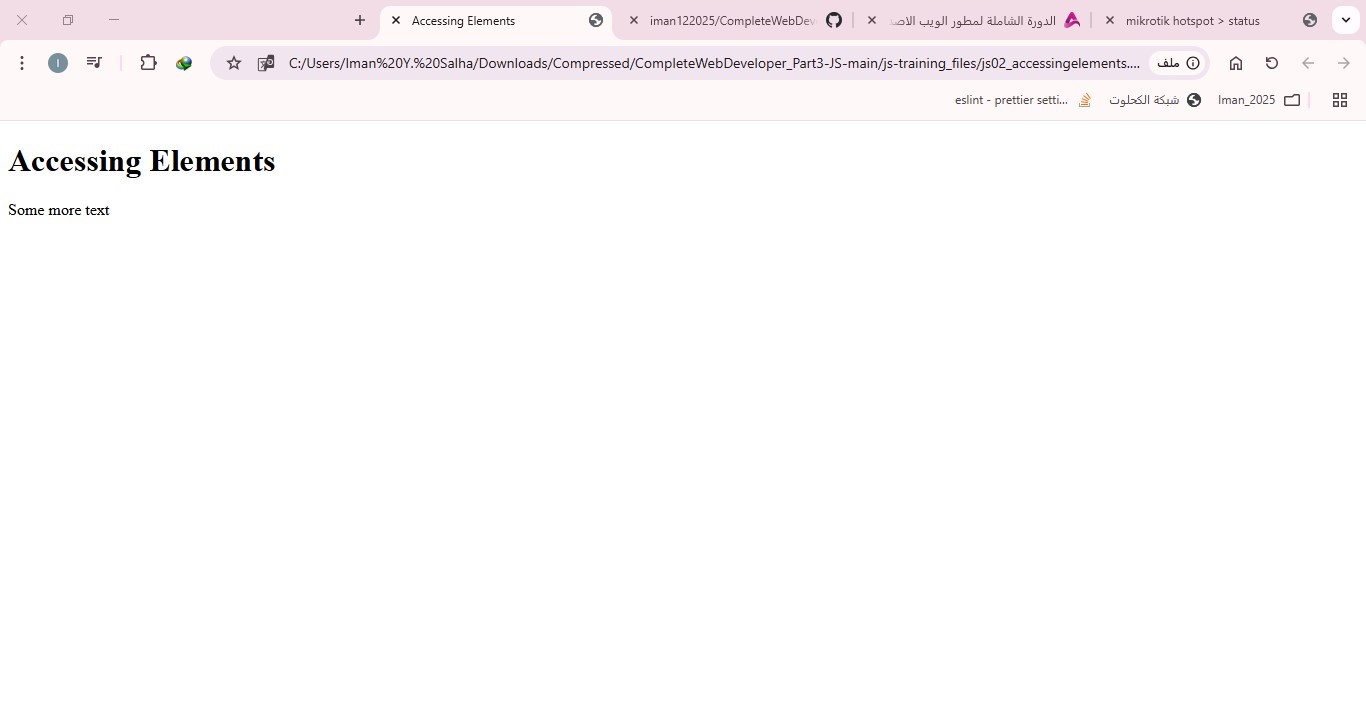 Accessing Elements
iman122025/CompleteWebDev
الدورة الشاملة لمطور الويب الاصد
mikrotik hotspot > status
I
C:/Users/Iman%20Y.%20Salha/Downloads/Compressed/CompleteWebDeveloper_Part3-JS-main/js-training_files/js02_accessingelements....
ملف
eslint - prettier setti...
شبكة الكحلوت
Iman_2025
Accessing Elements
Some more text